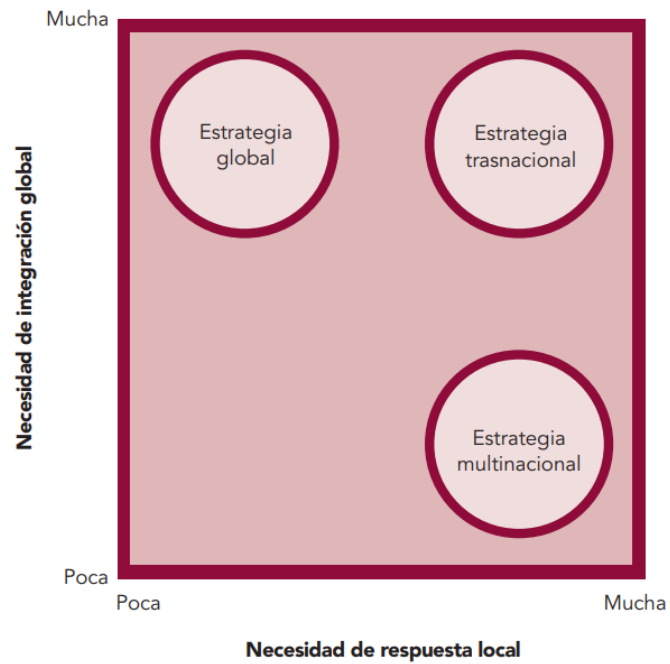 Mucha
Estrategia
global
Estrategia
trasnacional
Necesidad de integración global
Estrategia
multinacional
Poca
Poca
Mucha
Necesidad de respuesta local